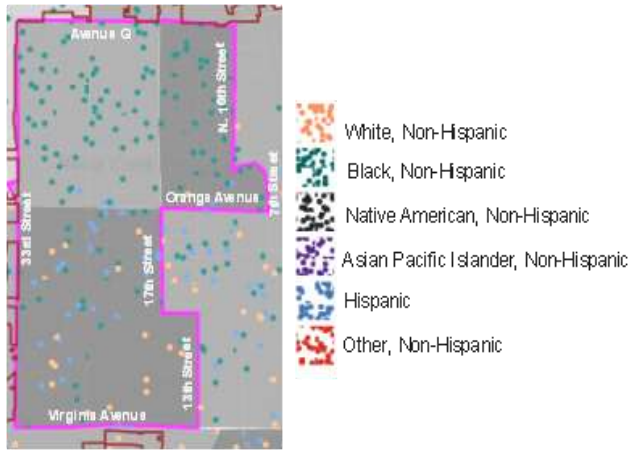 Avenue Q
N. 16th Street
7th Street
Orange Avenue
33rd Street
17th Street
13th Street
Virginia Avenue
White, Non-Hispanic
Black, Non-Hispanic
Native American, Non-Hispanic
Asian Pacific Islander, Non-Hispanic
Hispanic
Other, Non-Hispanic